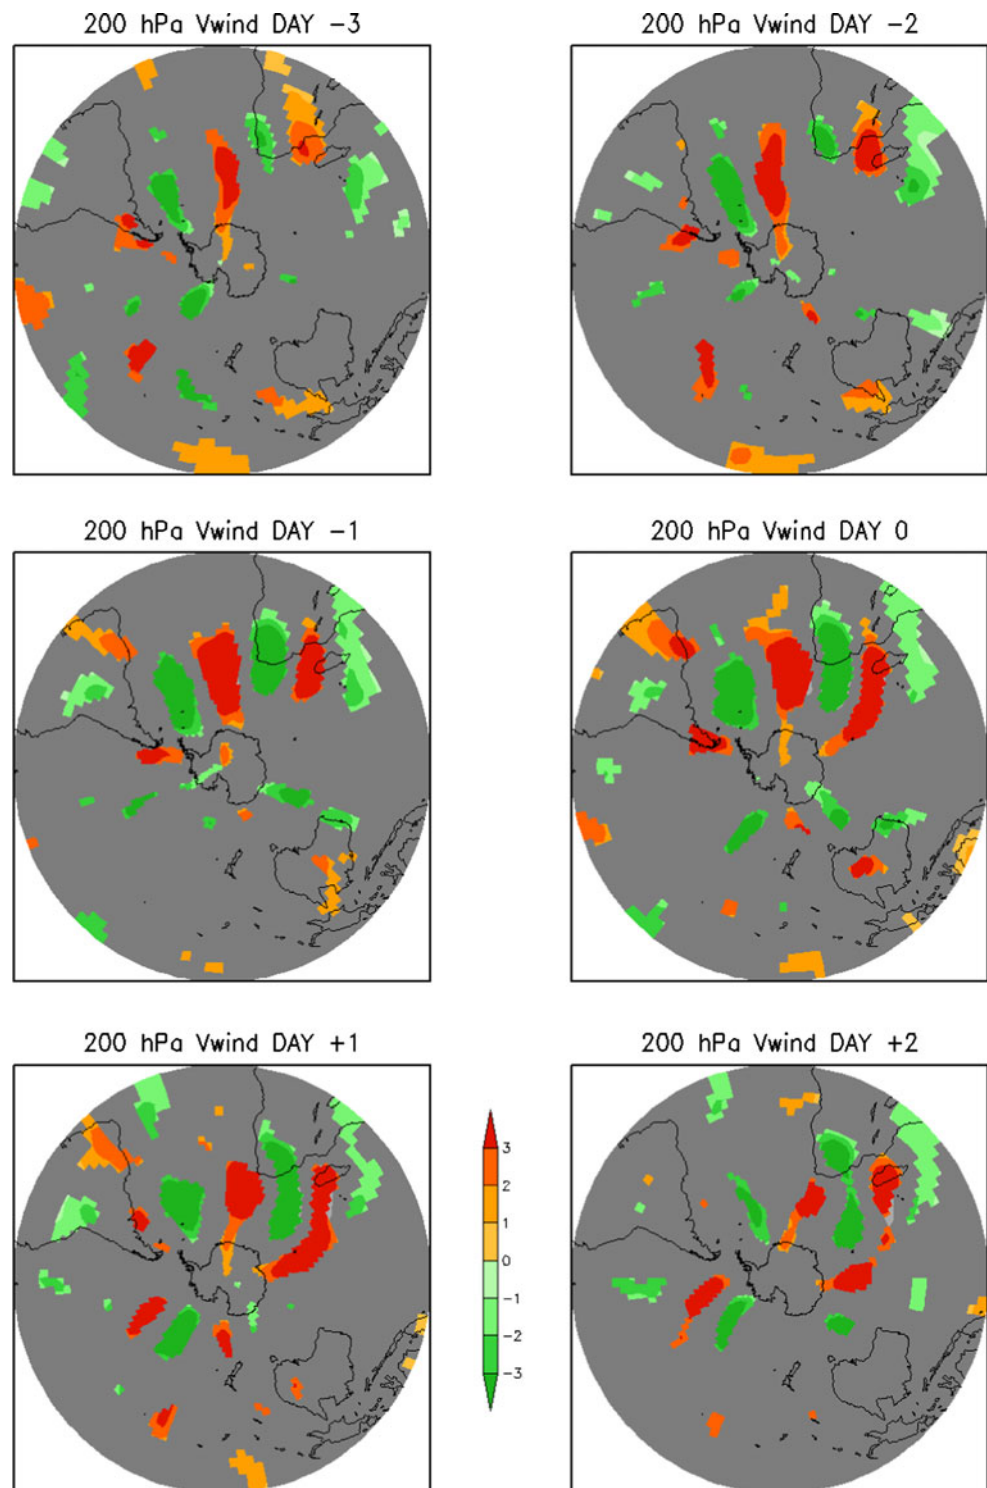 200 hPa Vwind DAY −3
200 hPa Vwind DAY −2
200 hPa Vwind DAY −1
200 hPa Vwind DAY 0
200 hPa Vwind DAY +1
200 hPa Vwind DAY +2
3
2
1
0
−1
−2
−3